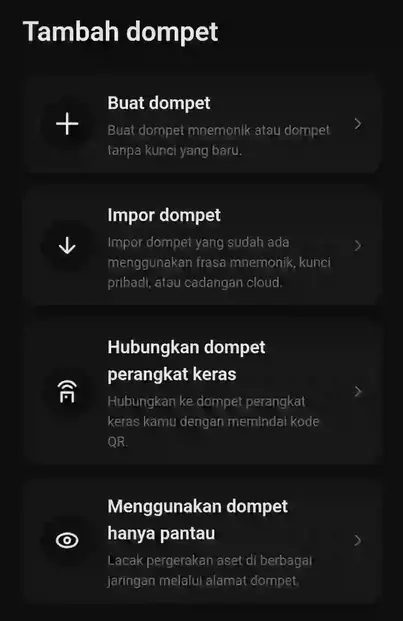 Tambah dompet
Buat dompet
Buat dompet mnemonik atau dompet
tanpa kunci yang baru.
Impor dompet
Impor dompet yang sudah ada
menggunakan frasa mnemonik, kunci
pribadi, atau cadangan cloud.
Hubungkan dompet
perangkat keras
Hubungkan ke dompet perangkat
keras kamu dengan memindai kode
QR.
Menggunakan dompet
hanya pantau
Lacak pergerakan aset di berbagai
jaringan melalui alamat dompet.